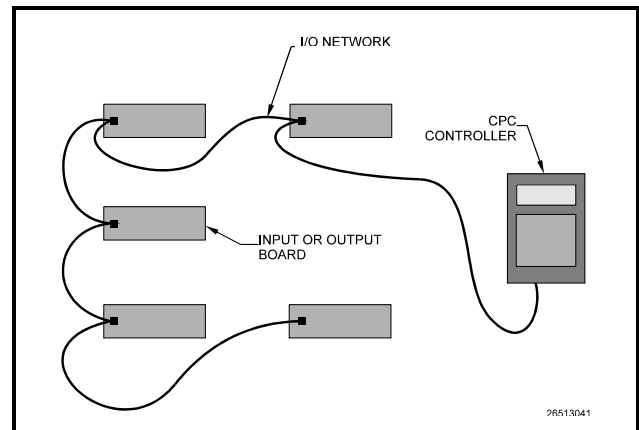 I/O NETWORK
CPC
CONTROLLER
INPUT OR OUTPUT
BOARD
26513041